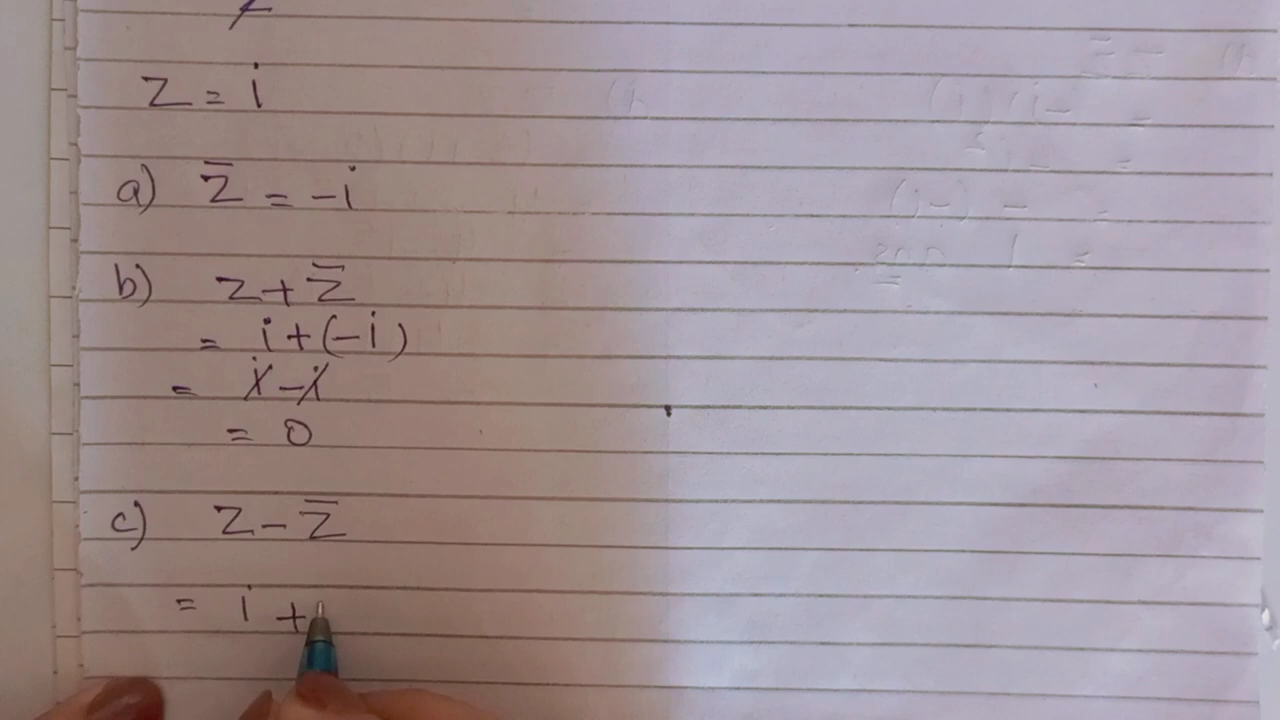 z = i
a) z̅ = -i
b) z + z̅
= i + (-i)
= i - i
= 0
c) z - z̅
= i +